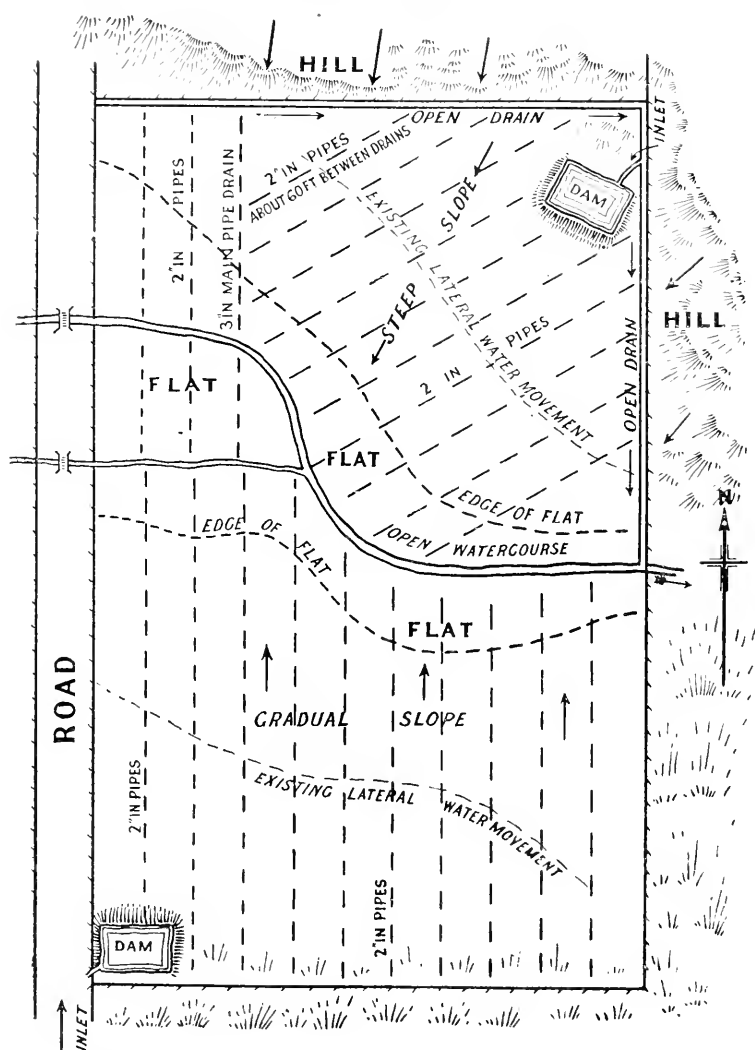 HILL
OPEN DRAIN
INLET
2"IN PIPES
ABOUT 60FT BETWEEN DRAINS
DAM
2"IN PIPES
3"IN MAIN PIPE DRAIN
EXISTING LATERAL WATER MOVEMENT
STEEP SLOPE
HILL
2 IN PIPES
OPEN DRAIN
FLAT
FLAT
N
EDGE OF FLAT
EDGE OF FLAT
OPEN WATERCOURSE
FLAT
ROAD
GRADUAL SLOPE
EXISTING LATERAL WATER MOVEMENT
2"IN PIPES
2"IN PIPES
DAM
INLET